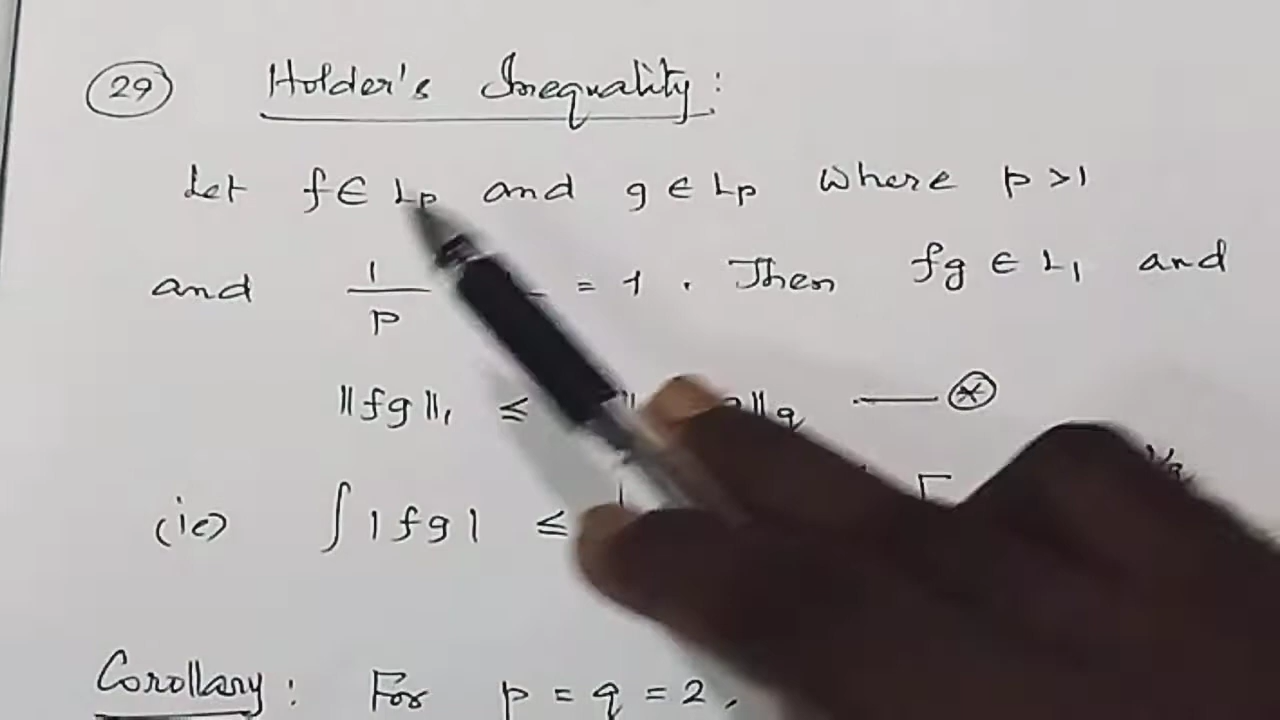 29 Holder's Inequality:
Let f ∈ Lp and g ∈ Lp where p > 1
and 1/p = 1. Then fg ∈ L₁ and
‖fg‖₁ ≤ ‖q —— ⊛
(ie) ∫ |fg| ≤
Corollary: For p = q = 2,